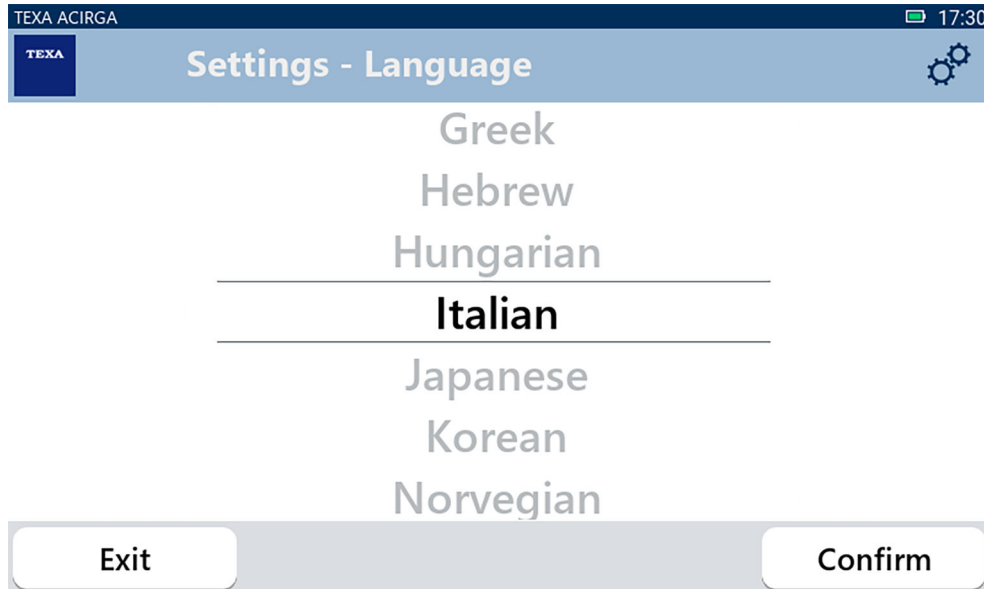 TEXA ACIRGA 17:30
TEXA
Settings - Language
Greek
Hebrew
Hungarian
Italian
Japanese
Korean
Norvegian
Exit
Confirm